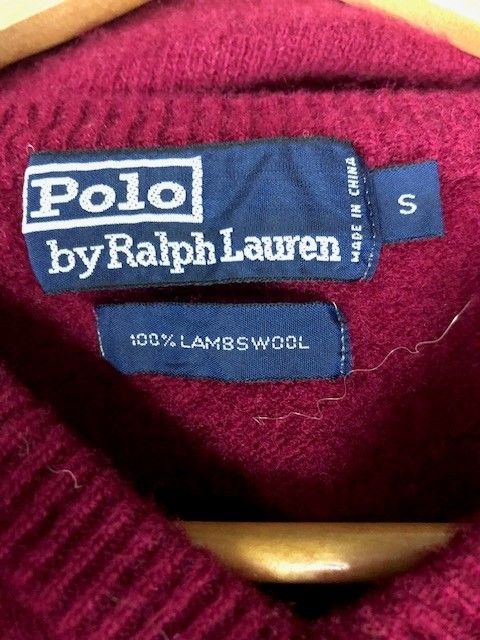 Polo
by Ralph Lauren
MADE IN CHINA
S
100% LAMBSWOOL